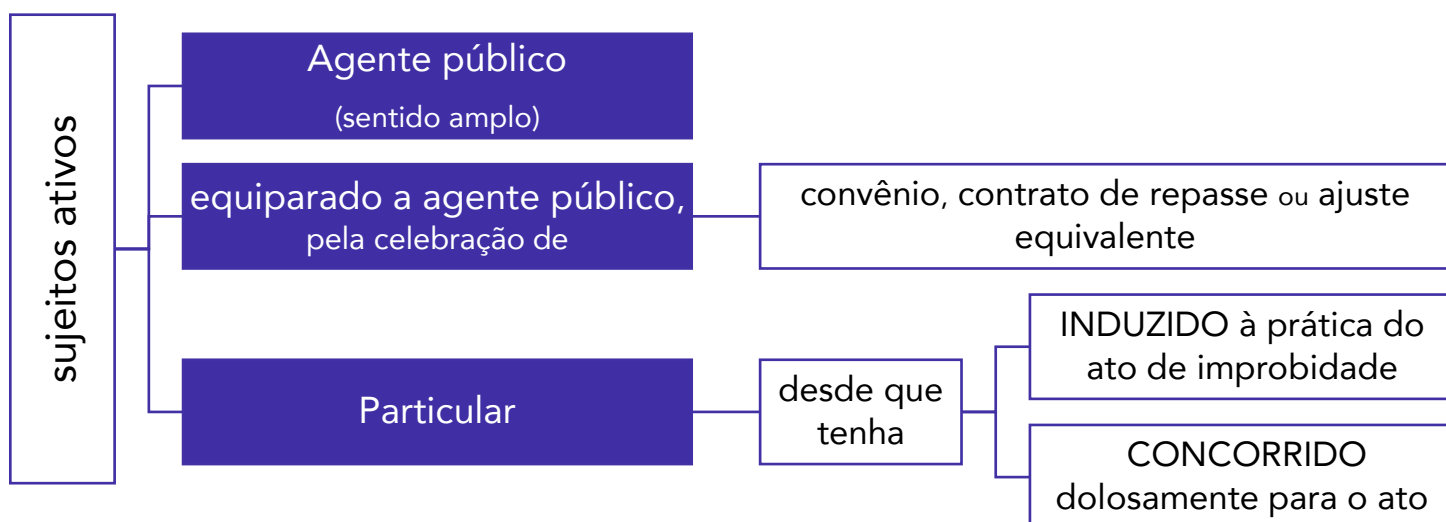 sujeitos ativos
Agente público
(sentido amplo)
equiparado a agente público,
pela celebração de
convênio, contrato de repasse ou ajuste
equivalente
Particular
desde que
tenha
INDUZIDO à prática do
ato de improbidade
CONCORRIDO
dolosamente para o ato